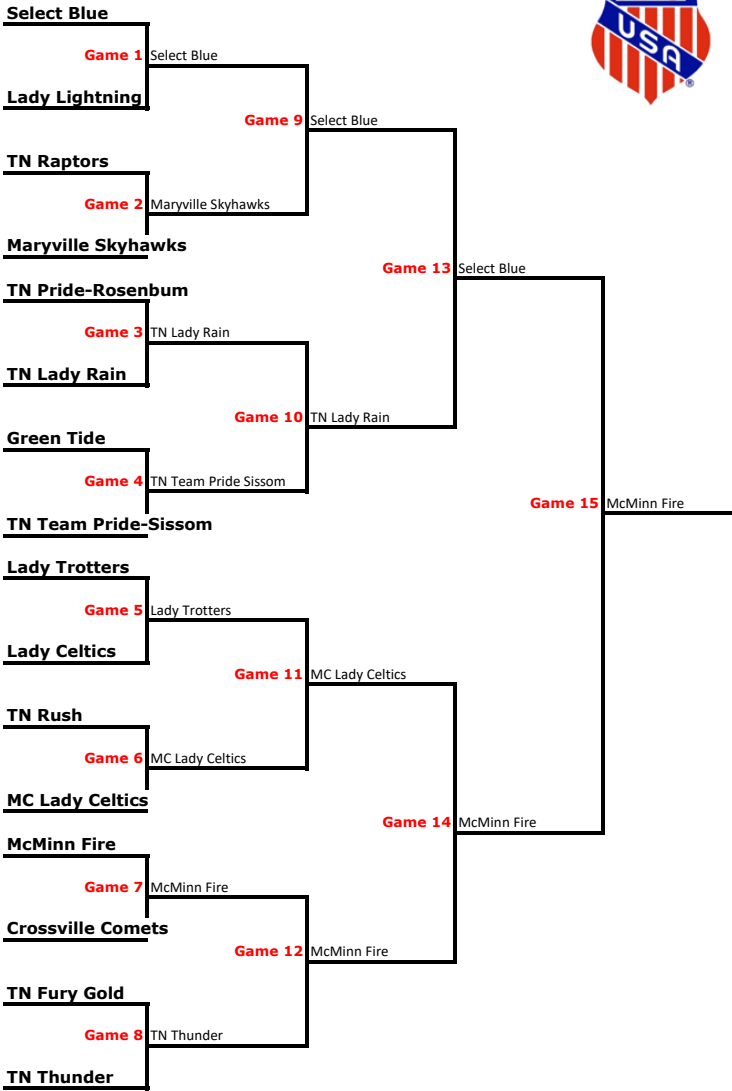 Select Blue
USA
®
Game 1 Select Blue
Lady Lightning
Game 9 Select Blue
TN Raptors
Game 2 Maryville Skyhawks
Maryville Skyhawks
Game 13 Select Blue
TN Pride-Rosenbum
Game 3 TN Lady Rain
TN Lady Rain
Game 10 TN Lady Rain
Green Tide
Game 4 TN Team Pride Sissom
Game 15 McMinn Fire
TN Team Pride-Sissom
Lady Trotters
Game 5 Lady Trotters
Lady Celtics
Game 11 MC Lady Celtics
TN Rush
Game 6 MC Lady Celtics
MC Lady Celtics
Game 14 McMinn Fire
McMinn Fire
Game 7 McMinn Fire
Crossville Comets
Game 12 McMinn Fire
TN Fury Gold
Game 8 TN Thunder
TN Thunder